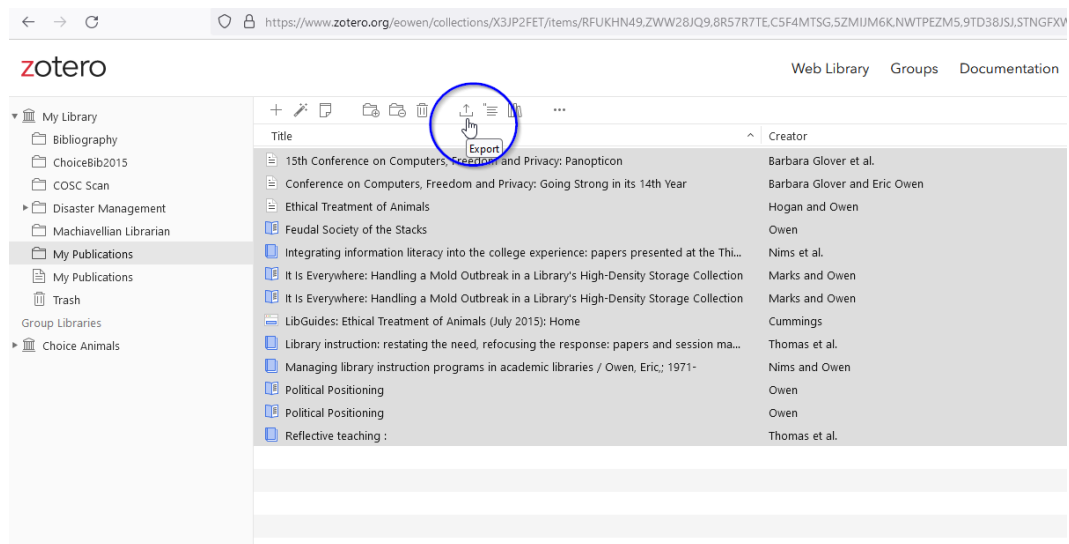 https://www.zotero.org/eowen/collections/X3JP2FET/items/RFUKHN49,ZWW28JQ9,8R57R7TE,C5F4MTSG,5ZMIJM6K,NWTPEZM5,9TD38JSJ,STNGFXW
zotero
Web Library Groups Documentation
My Library
Bibliography
ChoiceBib2015
COSC Scan
Disaster Management
Machiavellian Librarian
My Publications
My Publications
Trash
Group Libraries
Choice Animals
Export
Title Creator
15th Conference on Computers, Freedom and Privacy: Panopticon Barbara Glover et al.
Conference on Computers, Freedom and Privacy: Going Strong in its 14th Year Barbara Glover and Eric Owen
Ethical Treatment of Animals Hogan and Owen
Feudal Society of the Stacks Owen
Integrating information literacy into the college experience: papers presented at the Thi... Nims et al.
It Is Everywhere: Handling a Mold Outbreak in a Library's High-Density Storage Collection Marks and Owen
It Is Everywhere: Handling a Mold Outbreak in a Library's High-Density Storage Collection Marks and Owen
LibGuides: Ethical Treatment of Animals (July 2015): Home Cummings
Library instruction: restating the need, refocusing the response: papers and session ma... Thomas et al.
Managing library instruction programs in academic libraries / Owen, Eric,; 1971- Nims and Owen
Political Positioning Owen
Political Positioning Owen
Reflective teaching : Thomas et al.